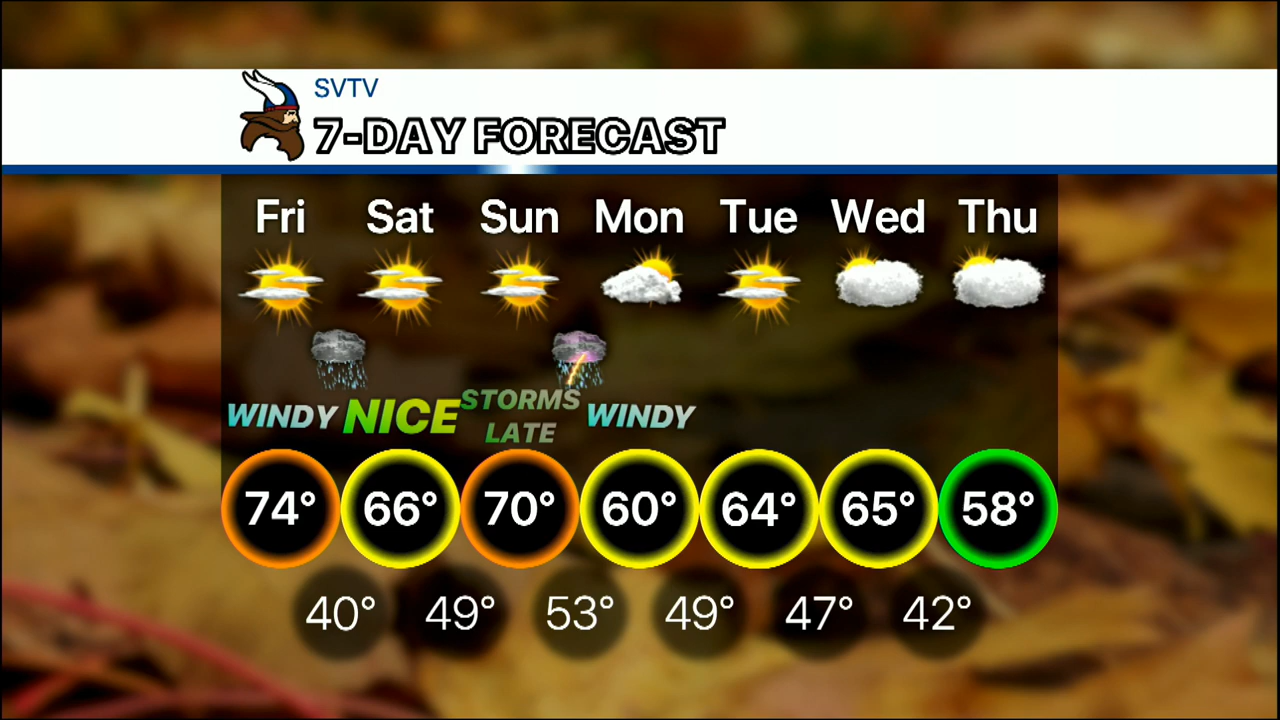 SVTV
7-DAY FORECAST
Fri Sat Sun Mon Tue Wed Thu
WINDY NICE STORMS LATE WINDY
74° 66° 70° 60° 64° 65° 58°
40° 49° 53° 49° 47° 42°